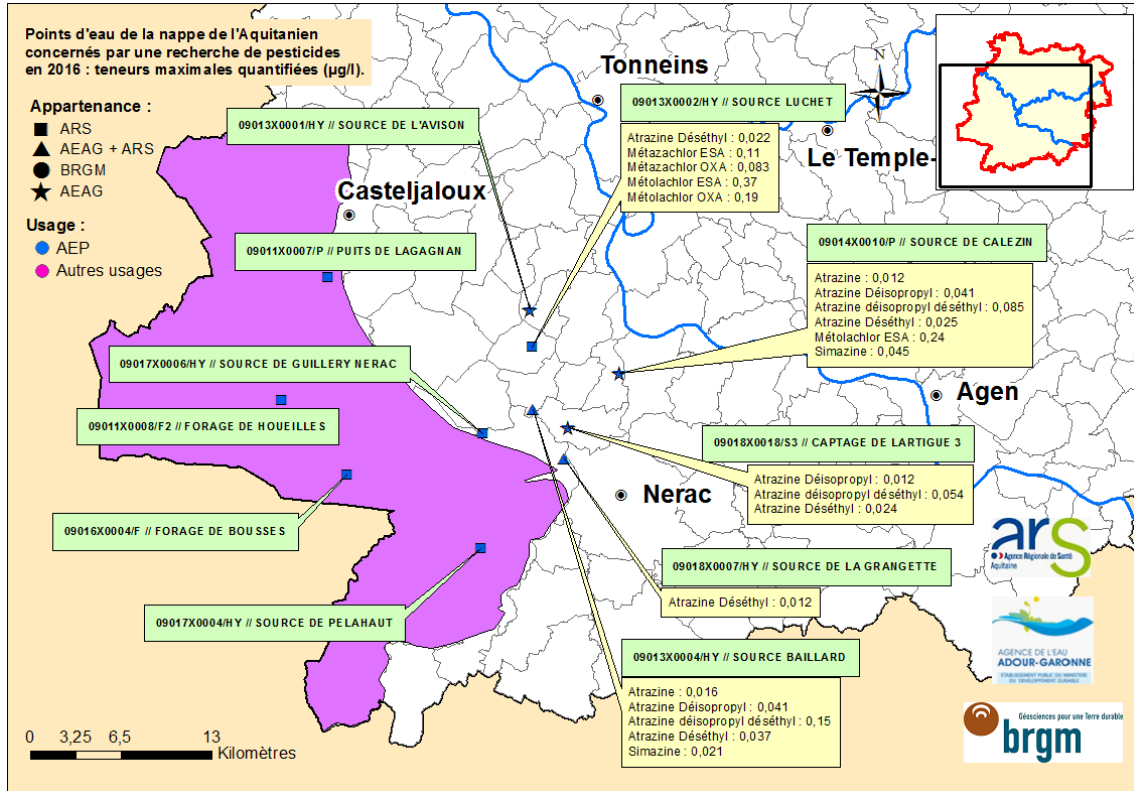 Points d'eau de la nappe de l'Aquitanien
concernés par une recherche de pesticides
en 2016 : teneurs maximales quantifiées (µg/l).
Appartenance :
ARS
AEAG + ARS
BRGM
AEAG
Usage :
AEP
Autres usages
Tonneins
09013X0002/HY // SOURCE LUCHET
Atrazine Déséthyl : 0,022
Métazachlor ESA : 0,11
Métazachlor OXA : 0,083
Métolachlor ESA : 0,37
Métolachlor OXA : 0,19
09013X0001/HY // SOURCE DE L'AVISON
Le Temple-
Casteljaloux
09011X0007/P // PUITS DE LAGAGNAN
09014X0010/P // SOURCE DE CALEZIN
Atrazine : 0,012
Atrazine Déisopropyl : 0,041
Atrazine déisopropyl déséthyl : 0,085
Atrazine Déséthyl : 0,025
Métolachlor ESA : 0,24
Simazine : 0,045
09017X0006/HY // SOURCE DE GUILLERY NERAC
Agen
09011X0008/F2 // FORAGE DE HOUEILLES
09018X0018/S3 // CAPTAGE DE LARTIGUE 3
Atrazine Déisopropyl : 0,012
Atrazine déisopropyl déséthyl : 0,054
Atrazine Déséthyl : 0,024
Nerac
09016X0004/F // FORAGE DE BOUSSES
09018X0007/HY // SOURCE DE LA GRANGETTE
Atrazine Déséthyl : 0,012
09017X0004/HY // SOURCE DE PELAHAUT
09013X0004/HY // SOURCE BAILLARD
Atrazine : 0,016
Atrazine Déisopropyl : 0,041
Atrazine déisopropyl déséthyl : 0,15
Atrazine Déséthyl : 0,037
Simazine : 0,021
ars
Agence Régionale de Santé
Aquitaine
AGENCE DE L'EAU
ADOUR-GARONNE
ETABLISSEMENT PUBLIC DU MINISTERE
DU DEVELOPPEMENT DURABLE
Géosciences pour une Terre durable
brgm
0 3,25 6,5 13
Kilomètres